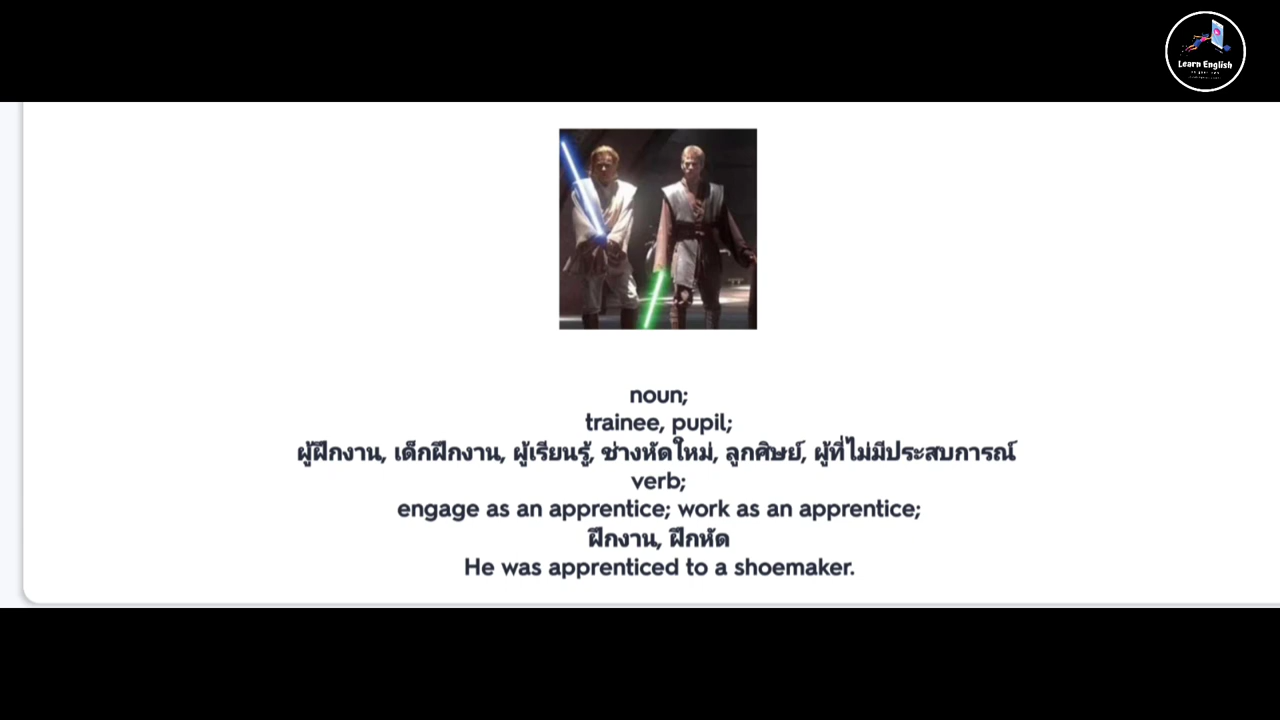 Learn English
noun;
trainee, pupil;
ผู้ฝึกงาน, เด็กฝึกงาน, ผู้เรียนรู้, ช่างหัดใหม่, ลูกศิษย์, ผู้ที่ไม่มีประสบการณ์
verb;
engage as an apprentice; work as an apprentice;
ฝึกงาน, ฝึกหัด
He was apprenticed to a shoemaker.